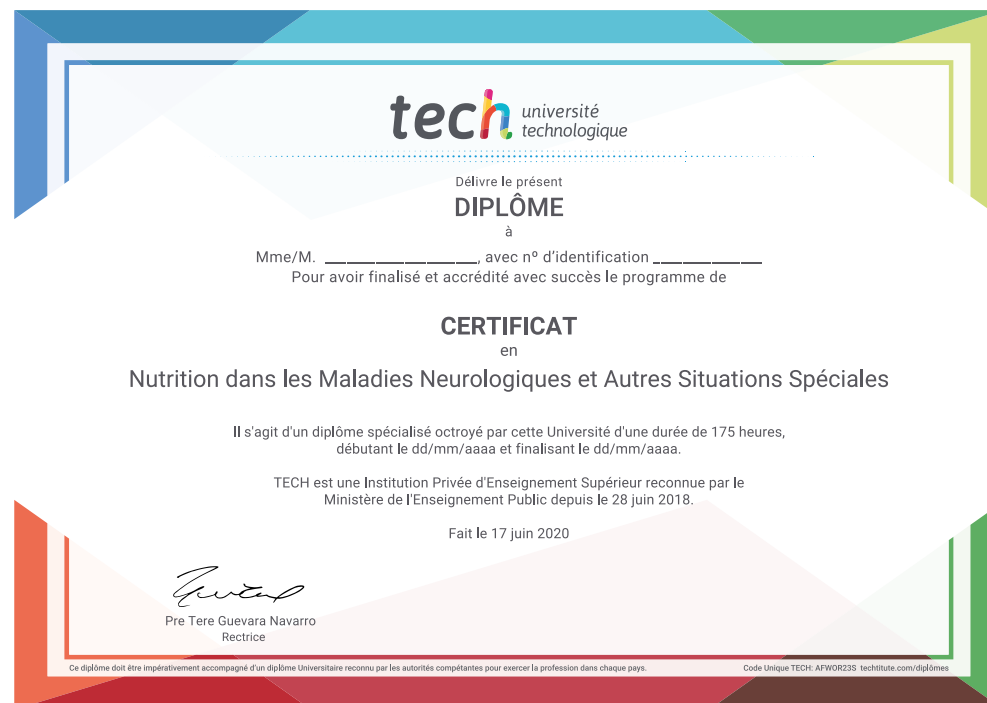 tech université
technologique
Délivre le présent
DIPLÔME
à
Mme/M. ____________________, avec nº d'identification ______________
Pour avoir finalisé et accrédité avec succès le programme de
CERTIFICAT
en
Nutrition dans les Maladies Neurologiques et Autres Situations Spéciales
Il s'agit d'un diplôme spécialisé octroyé par cette Université d'une durée de 175 heures,
débutant le dd/mm/aaaa et finalisant le dd/mm/aaaa.
TECH est une Institution Privée d'Enseignement Supérieur reconnue par le
Ministère de l'Enseignement Public depuis le 28 juin 2018.
Fait le 17 juin 2020
Pre Tere Guevara Navarro
Rectrice
Ce diplôme doit être impérativement accompagné d'un diplôme Universitaire reconnu par les autorités compétentes pour exercer la profession dans chaque pays.
Code Unique TECH: AFWOR23S techtitute.com/diplômes